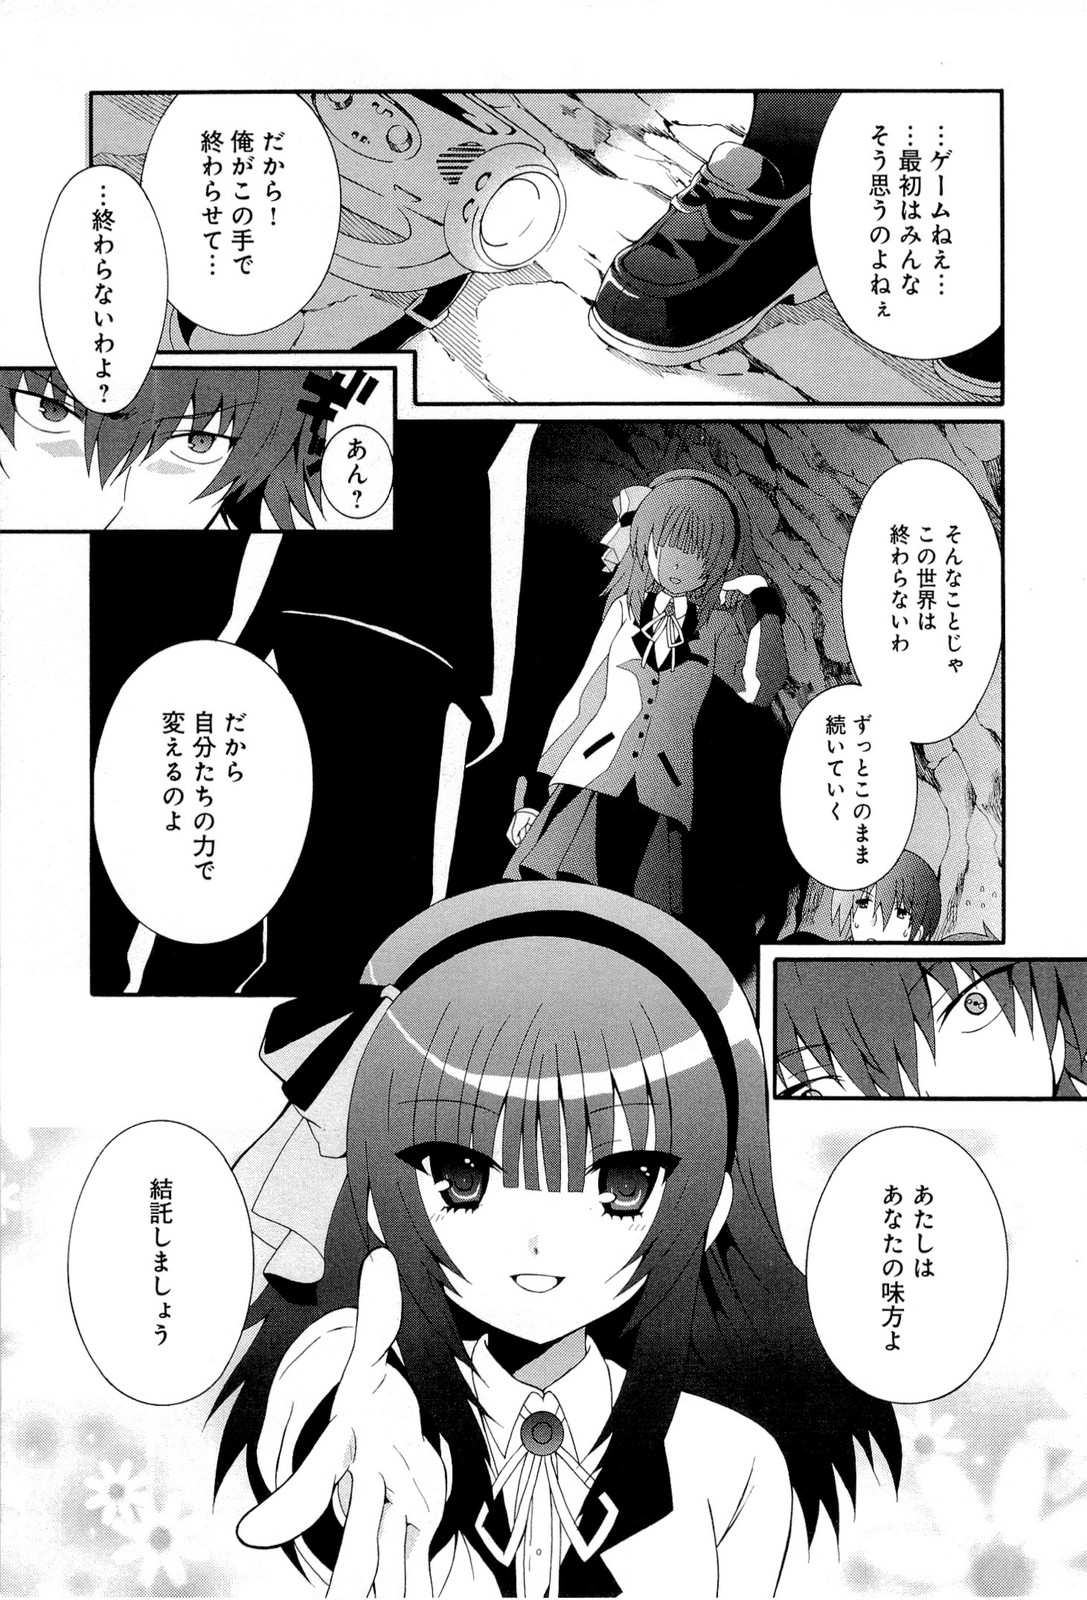 …ゲームねえ…
…最初はみんな
そう思うのよねぇ
だから！
俺がこの手で
終わらせて…
…終わらないわよ？
ギギ
あん？
そんなことじゃ
この世界は
終わらないわ
ずっとこのまま
続いていく
だから
自分たちの力で
変えるのよ
あたしは
あなたの味方よ
結託しましょう